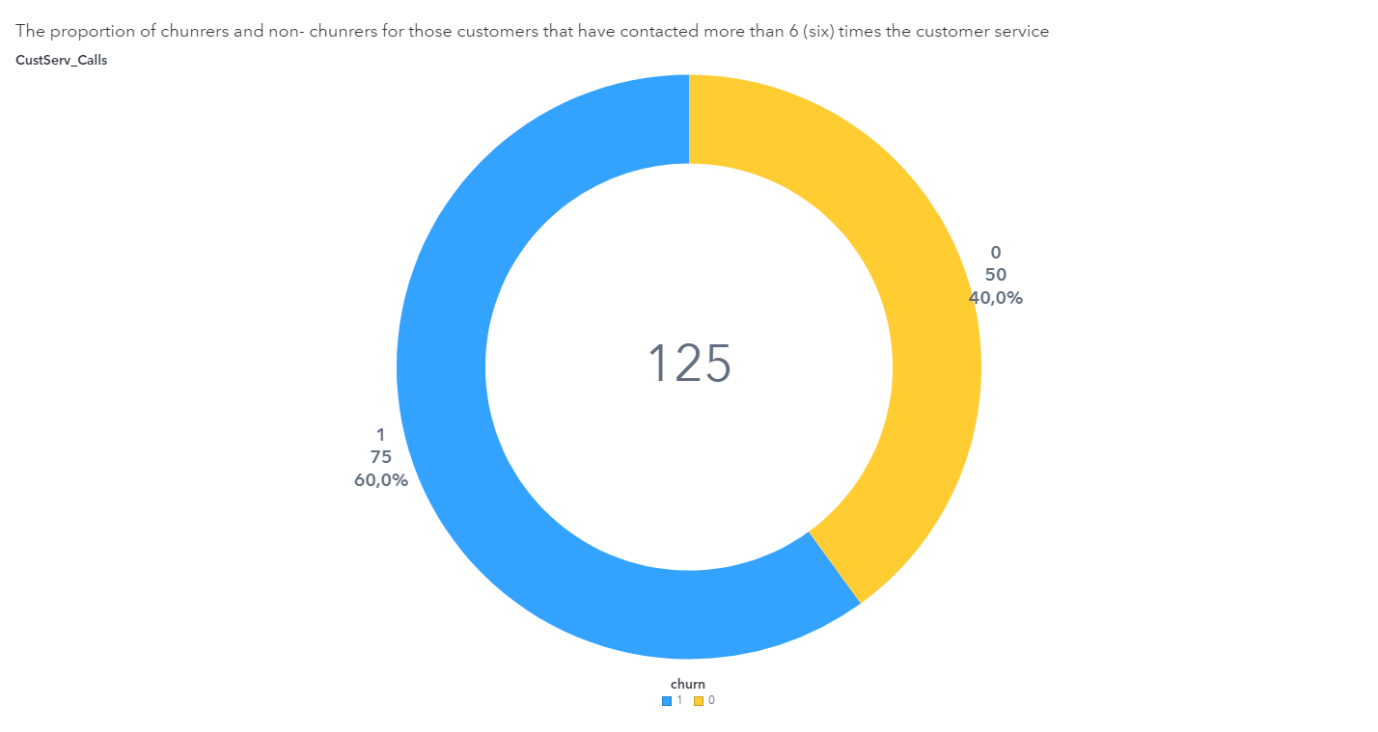 The proportion of chunrers and non- chunrers for those customers that have contacted more than 6 (six) times the customer service
CustServ_Calls
0
50
40,0%
125
1
75
60,0%
churn
1 0